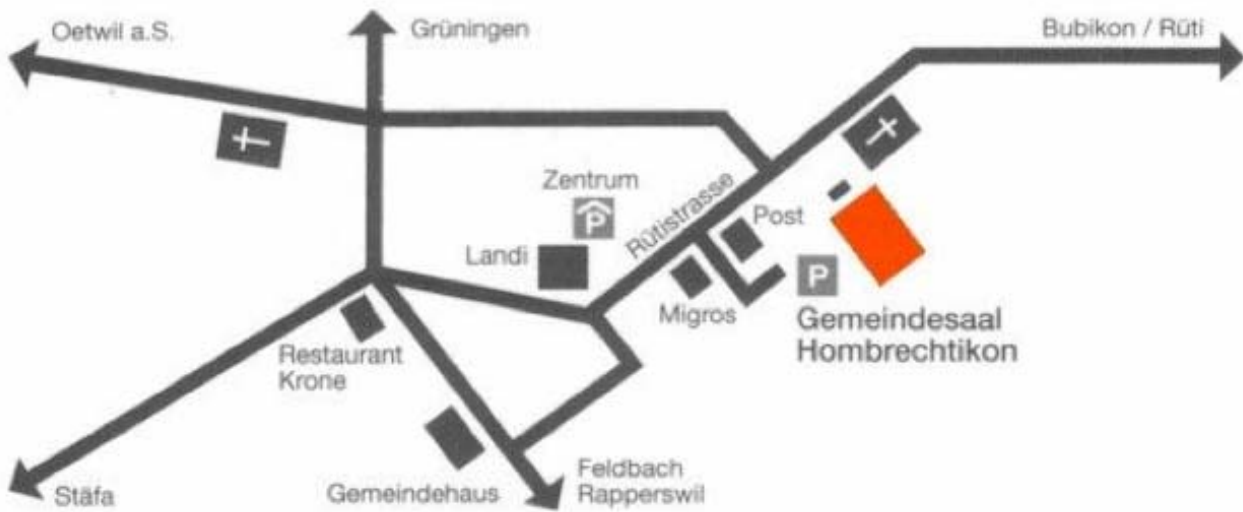 Oetwil a.S.
Grüningen
Bubikon / Rüti
Zentrum
P
Rütistrasse
Post
Landi
P
Migros
Gemeindesaal
Hombrechtikon
Restaurant
Krone
Stäfa
Gemeindehaus
Feldbach
Rapperswil